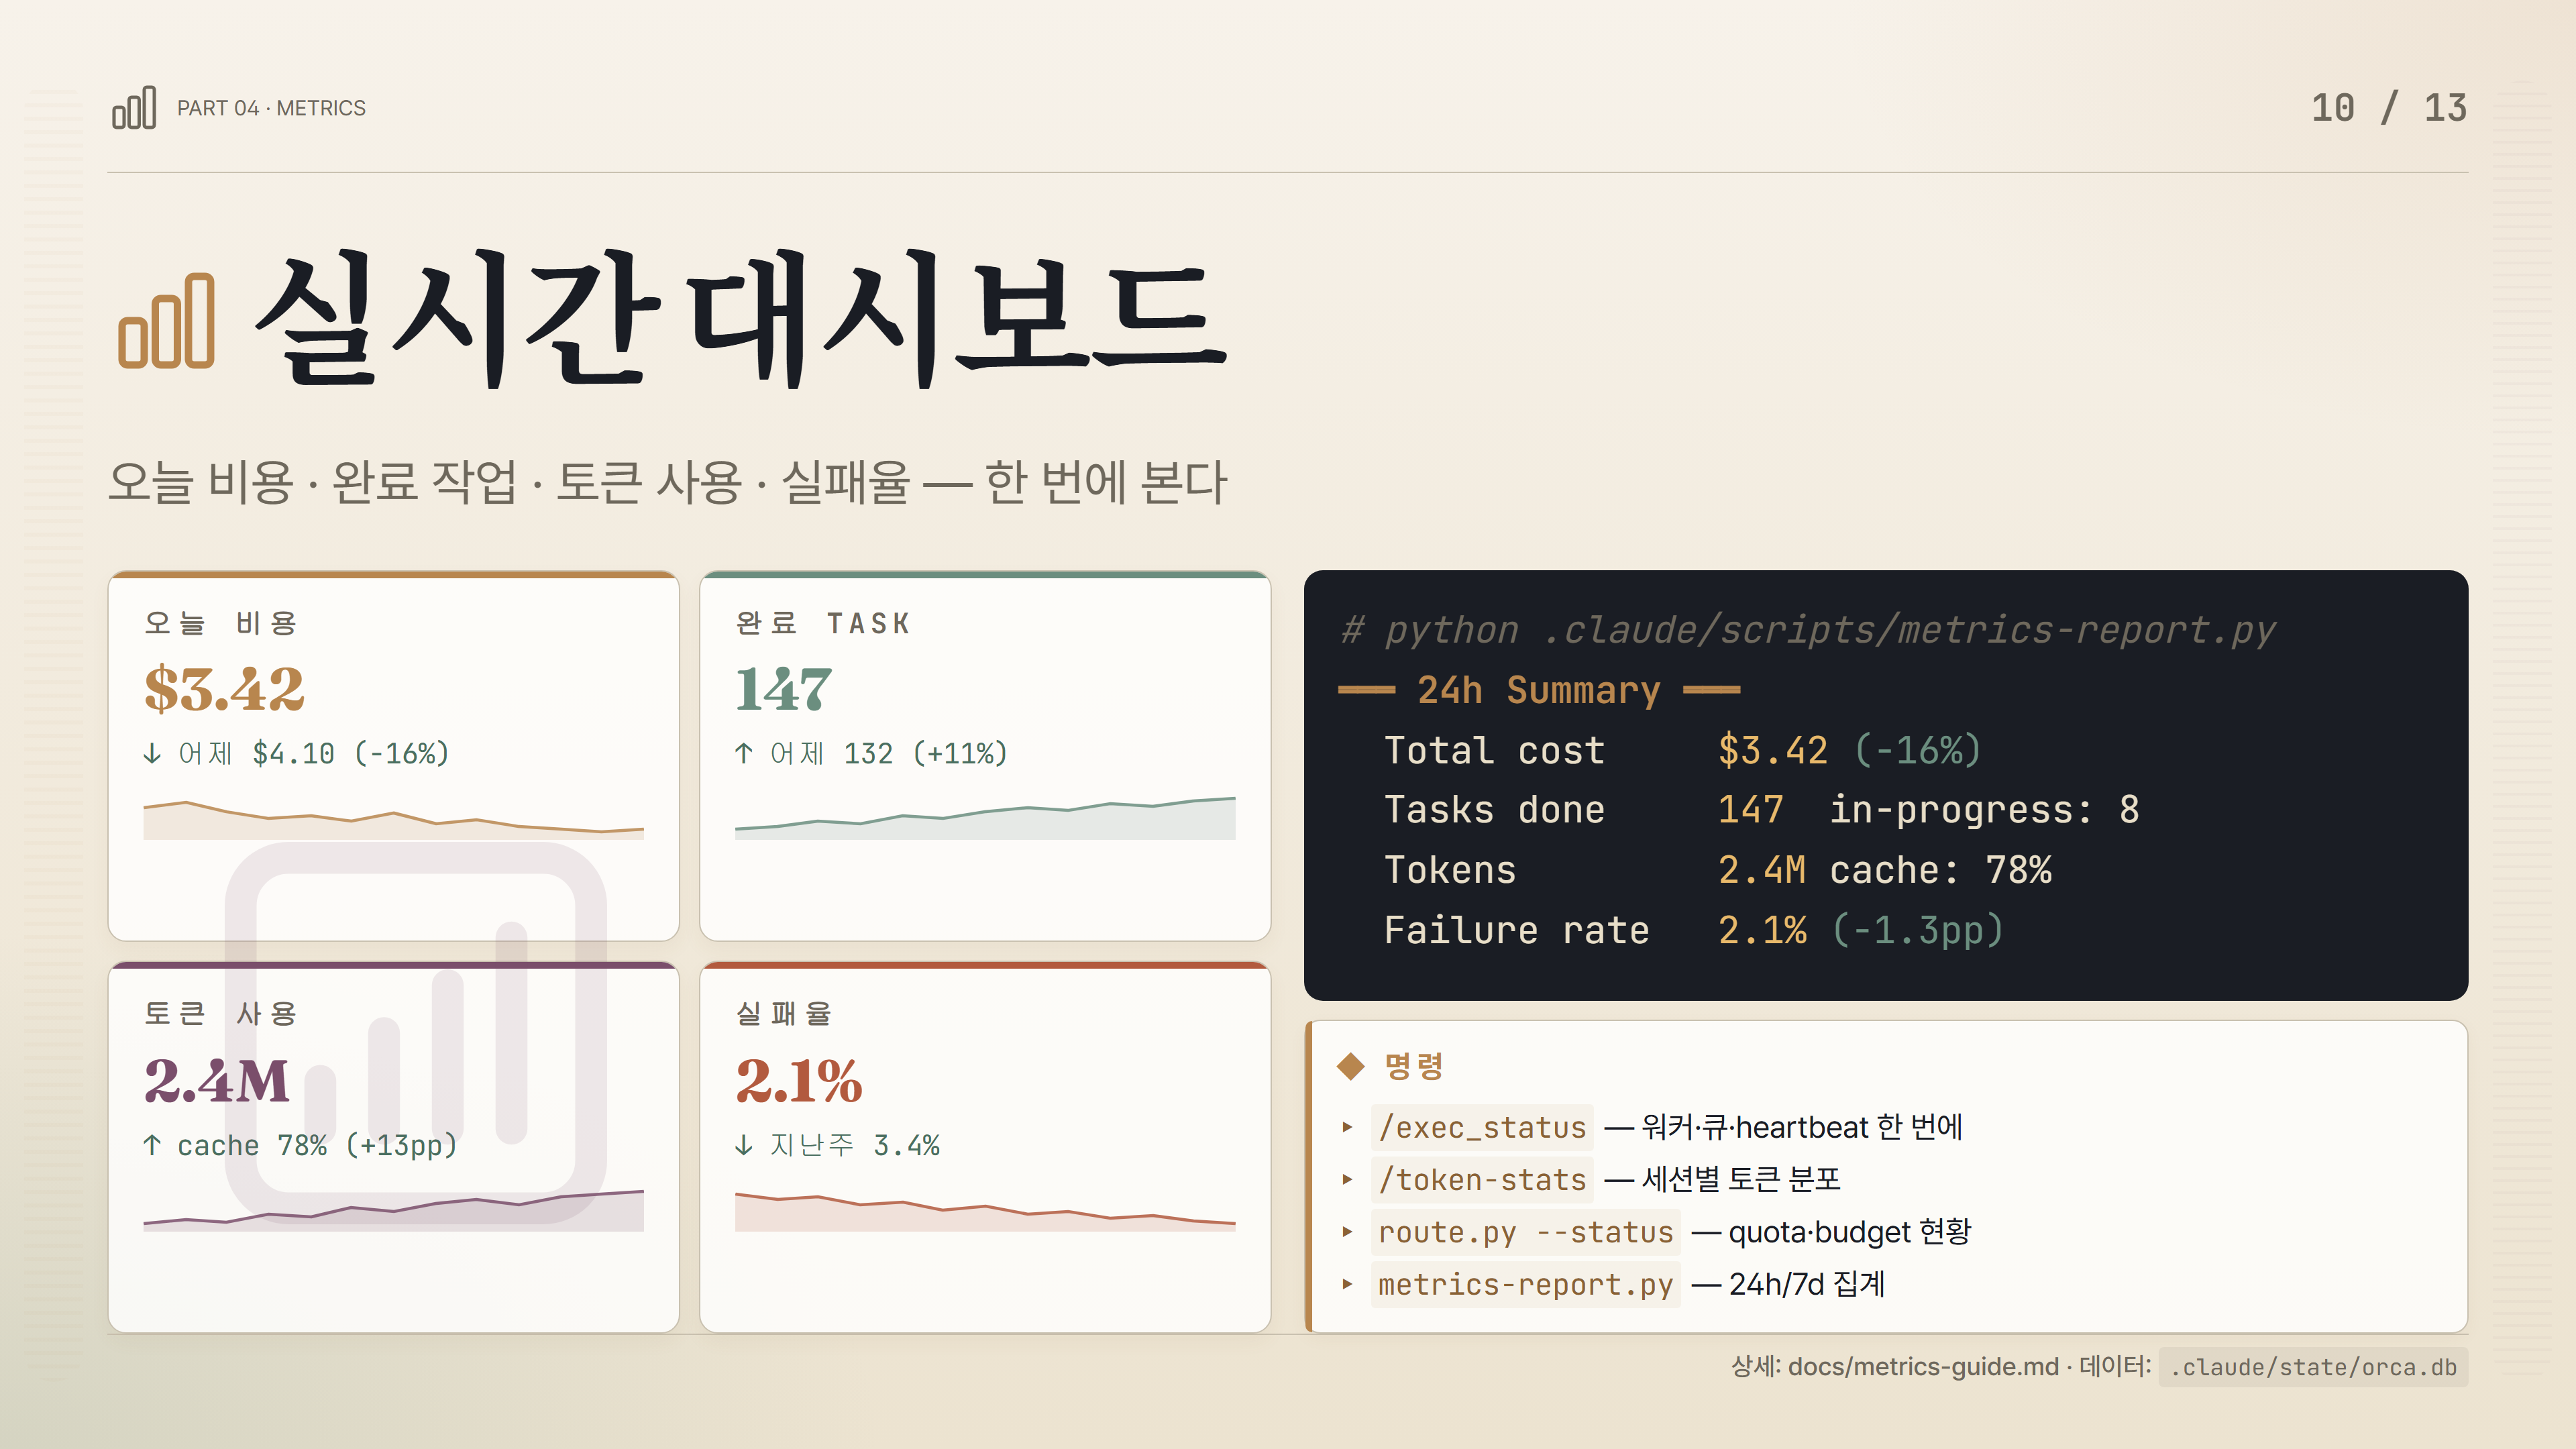 PART 04 · METRICS
10 / 13
실시간 대시보드
오늘 비용 · 완료 작업 · 토큰 사용 · 실패율 — 한 번에 본다
오늘 비용
$3.42
↓ 어제 $4.10 (-16%)
완료 TASK
147
↑ 어제 132 (+11%)
토큰 사용
2.4M
↑ cache 78% (+13pp)
실패율
2.1%
↓ 지난주 3.4%
# python .claude/scripts/metrics-report.py
━━━ 24h Summary ━━━
Total cost $3.42 (-16%)
Tasks done 147 in-progress: 8
Tokens 2.4M cache: 78%
Failure rate 2.1% (-1.3pp)
◆ 명령
▸ /exec_status — 워커·큐·heartbeat 한 번에
▸ /token-stats — 세션별 토큰 분포
▸ route.py --status — quota·budget 현황
▸ metrics-report.py — 24h/7d 집계
상세: docs/metrics-guide.md · 데이터: .claude/state/orca.db